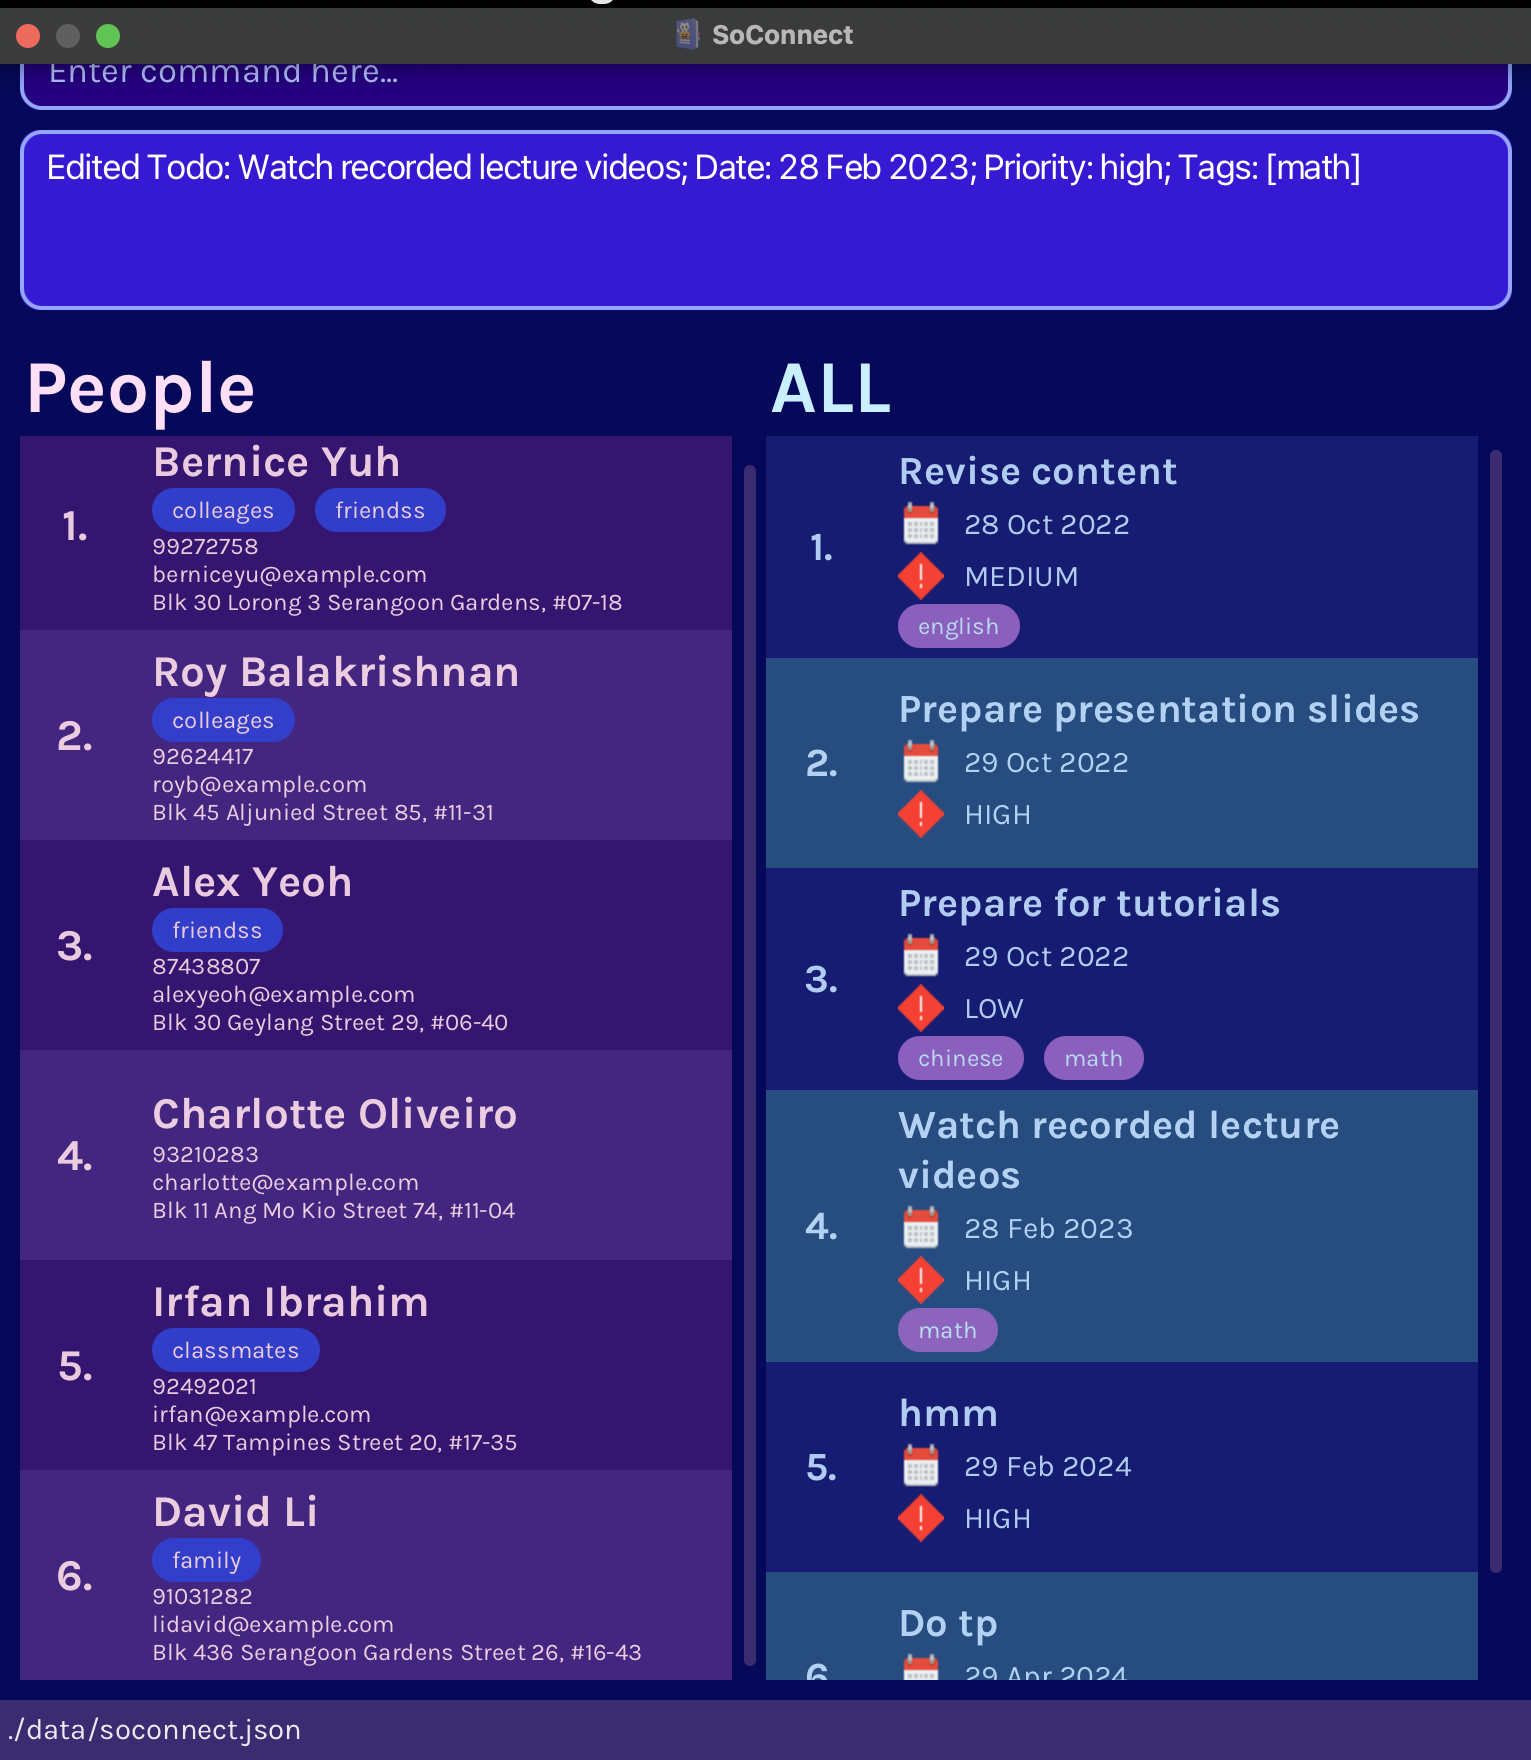 SoConnect
Enter command here...
Edited Todo: Watch recorded lecture videos; Date: 28 Feb 2023; Priority: high; Tags: [math]
People
1.
Bernice Yuh
colleages friendss
99272758
berniceyu@example.com
Blk 30 Lorong 3 Serangoon Gardens, #07-18
2.
Roy Balakrishnan
colleages
92624417
royb@example.com
Blk 45 Aljunied Street 85, #11-31
3.
Alex Yeoh
friendss
87438807
alexyeoh@example.com
Blk 30 Geylang Street 29, #06-40
4.
Charlotte Oliveiro
93210283
charlotte@example.com
Blk 11 Ang Mo Kio Street 74, #11-04
5.
Irfan Ibrahim
classmates
92492021
irfan@example.com
Blk 47 Tampines Street 20, #17-35
6.
David Li
family
91031282
lidavid@example.com
Blk 436 Serangoon Gardens Street 26, #16-43
ALL
1.
Revise content
28 Oct 2022
MEDIUM
english
2.
Prepare presentation slides
29 Oct 2022
HIGH
3.
Prepare for tutorials
29 Oct 2022
LOW
chinese math
4.
Watch recorded lecture
videos
28 Feb 2023
HIGH
math
5.
hmm
29 Feb 2024
HIGH
6
Do tp
29 Apr 2024
./data/soconnect.json